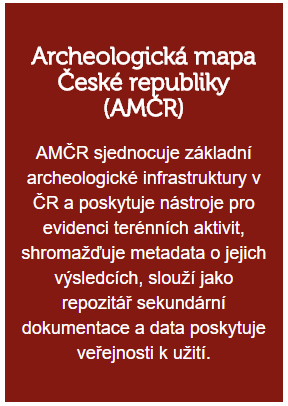 Archeologická mapa
České republiky
(AMČR)
AMČR sjednocuje základní
archeologické infrastruktury v
ČR a poskytuje nástroje pro
evidenci terénních aktivit,
shromažďuje metadata o jejich
výsledcích, slouží jako
repozitář sekundární
dokumentace a data poskytuje
veřejnosti k užití.